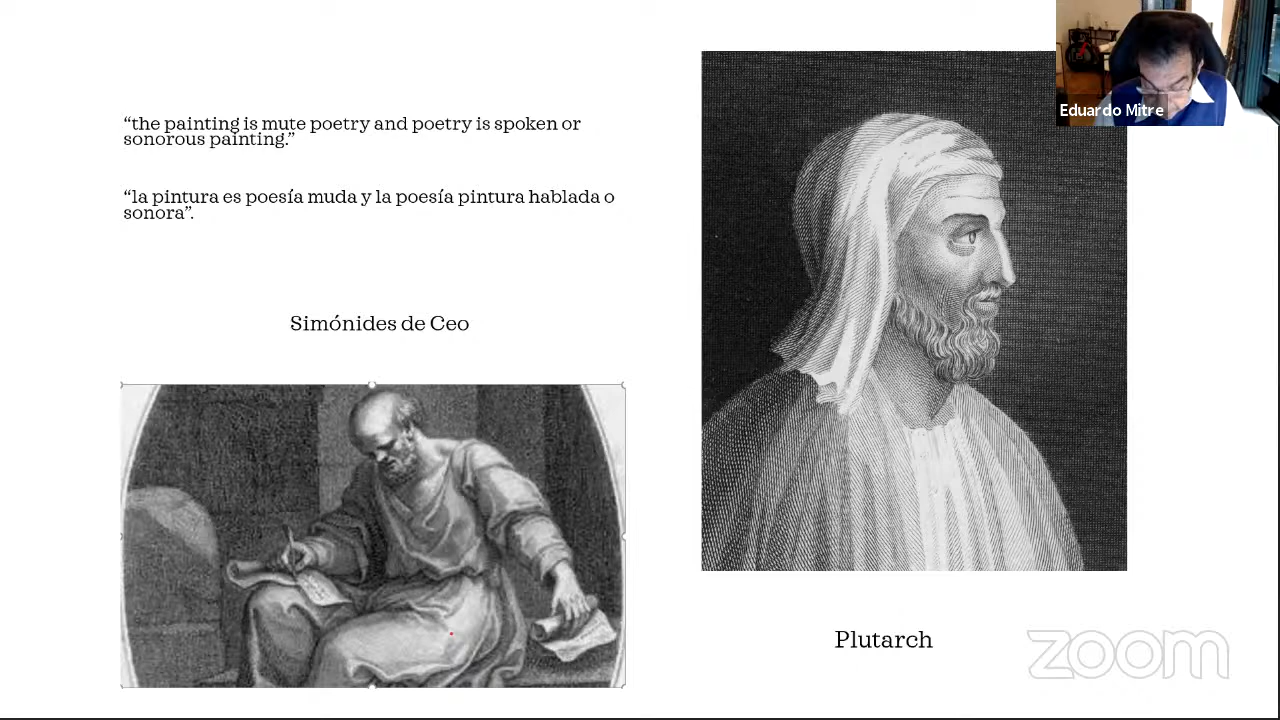 “the painting is mute poetry and poetry is spoken or
sonorous painting.”
“la pintura es poesía muda y la poesía pintura hablada o
sonora”.
Simónides de Ceo
Eduardo Mitre
Plutarch
zoom